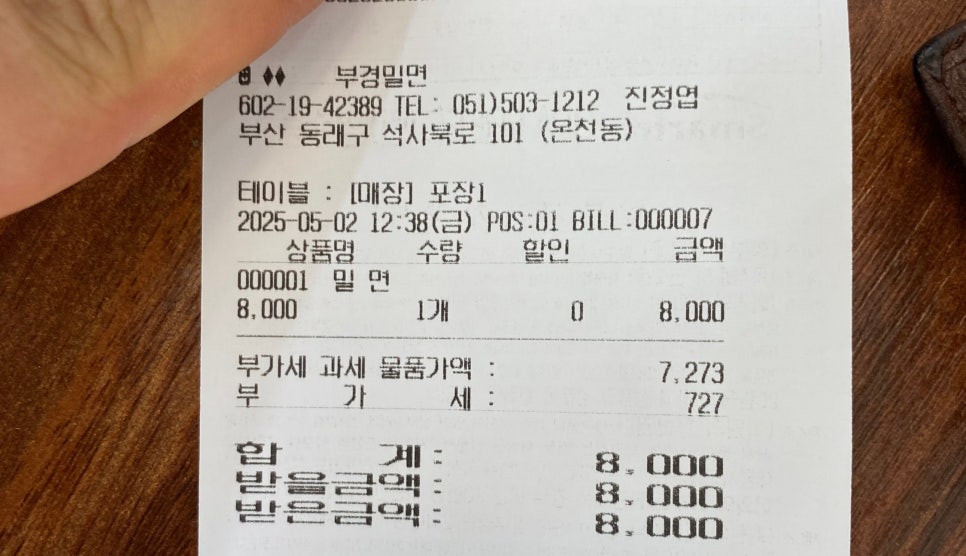 부경밀면
602-19-42389 TEL: 051)503-1212 진정엽
부산 동래구 석사북로 101 (온천동)
테이블 : [매장] 포장1
2025-05-02 12:38(금) POS:01 BILL:000007
상품명 수량 할인 금액
000001 밀 면
8,000 1개 0 8,000
부가세 과세 물품가액 : 7,273
부 가 세 : 727
합 계 : 8,000
받을금액 : 8,000
받은금액 : 8,000